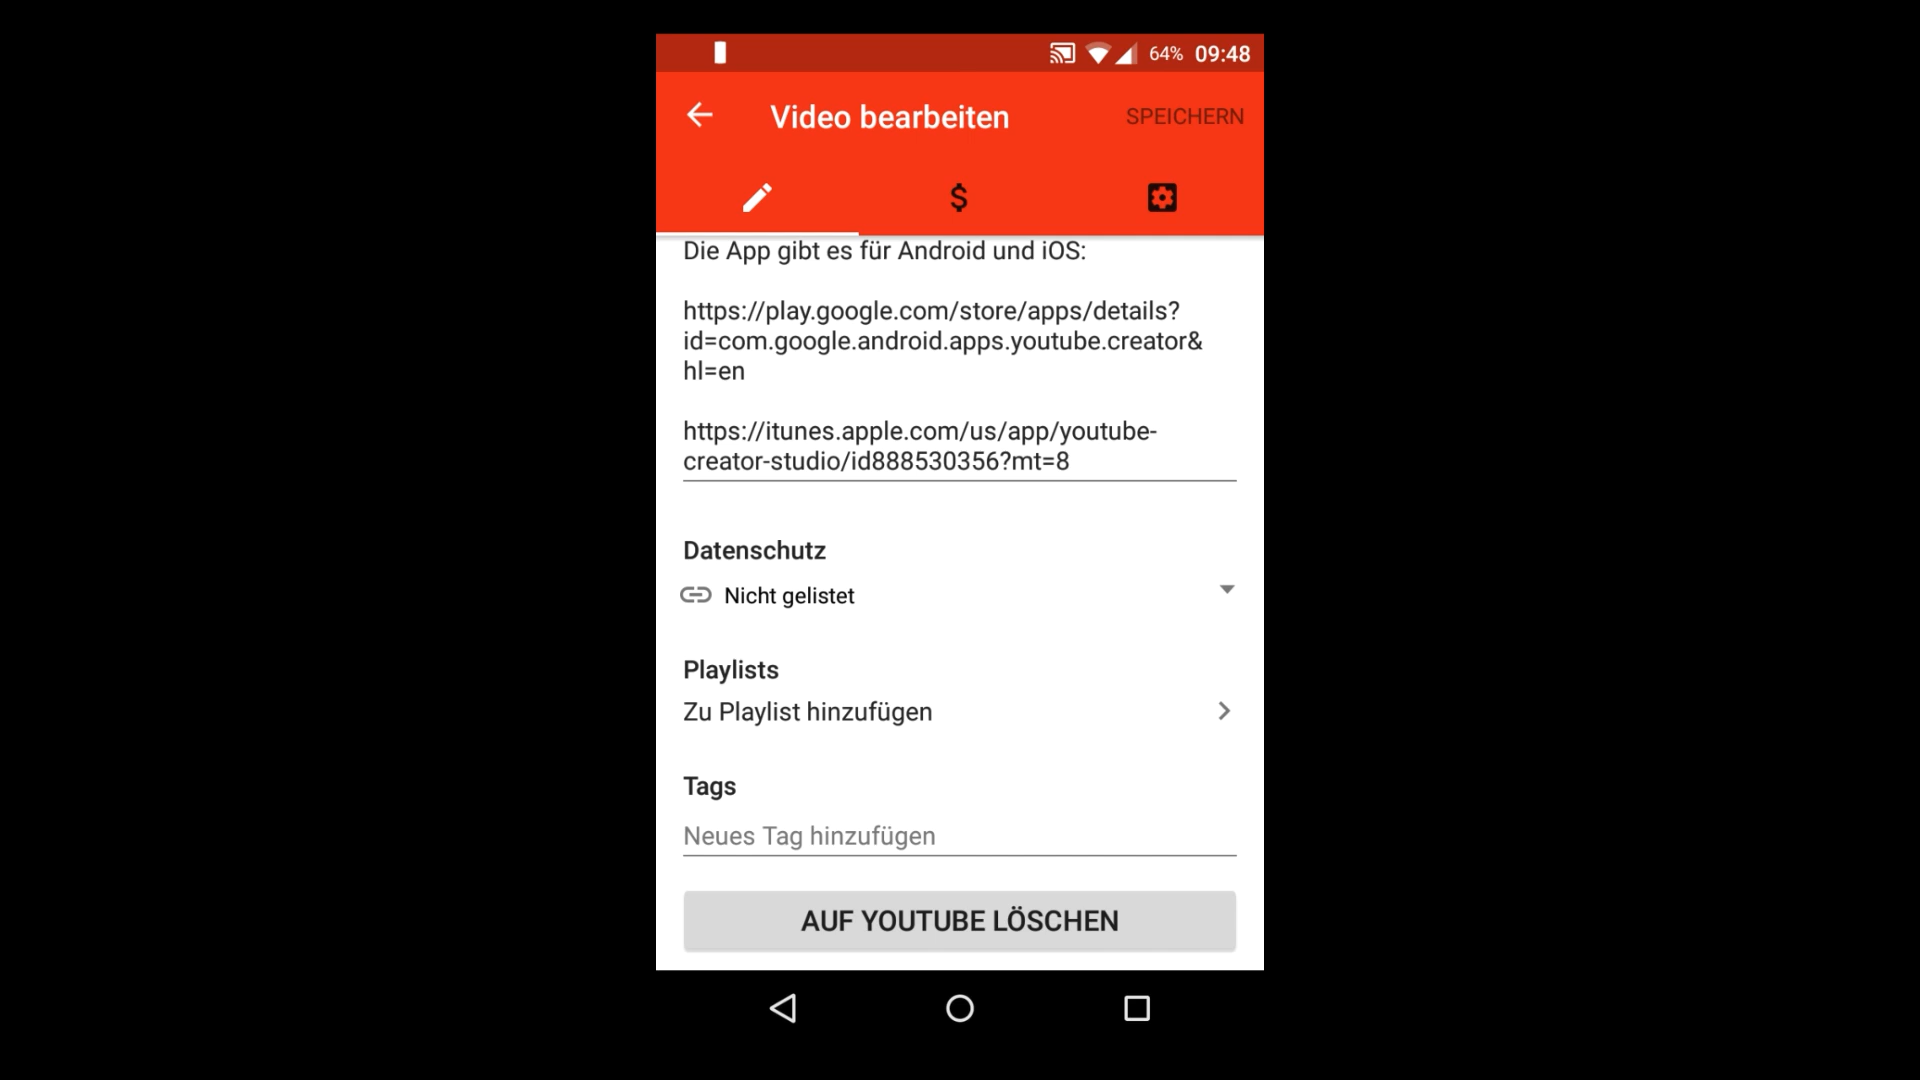 64% 09:48
Video bearbeiten SPEICHERN
$
Die App gibt es für Android und iOS:
https://play.google.com/store/apps/details?
id=com.google.android.apps.youtube.creator&
hl=en
https://itunes.apple.com/us/app/youtube-
creator-studio/id888530356?mt=8
Datenschutz
Nicht gelistet
Playlists
Zu Playlist hinzufügen
Tags
Neues Tag hinzufügen
AUF YOUTUBE LÖSCHEN